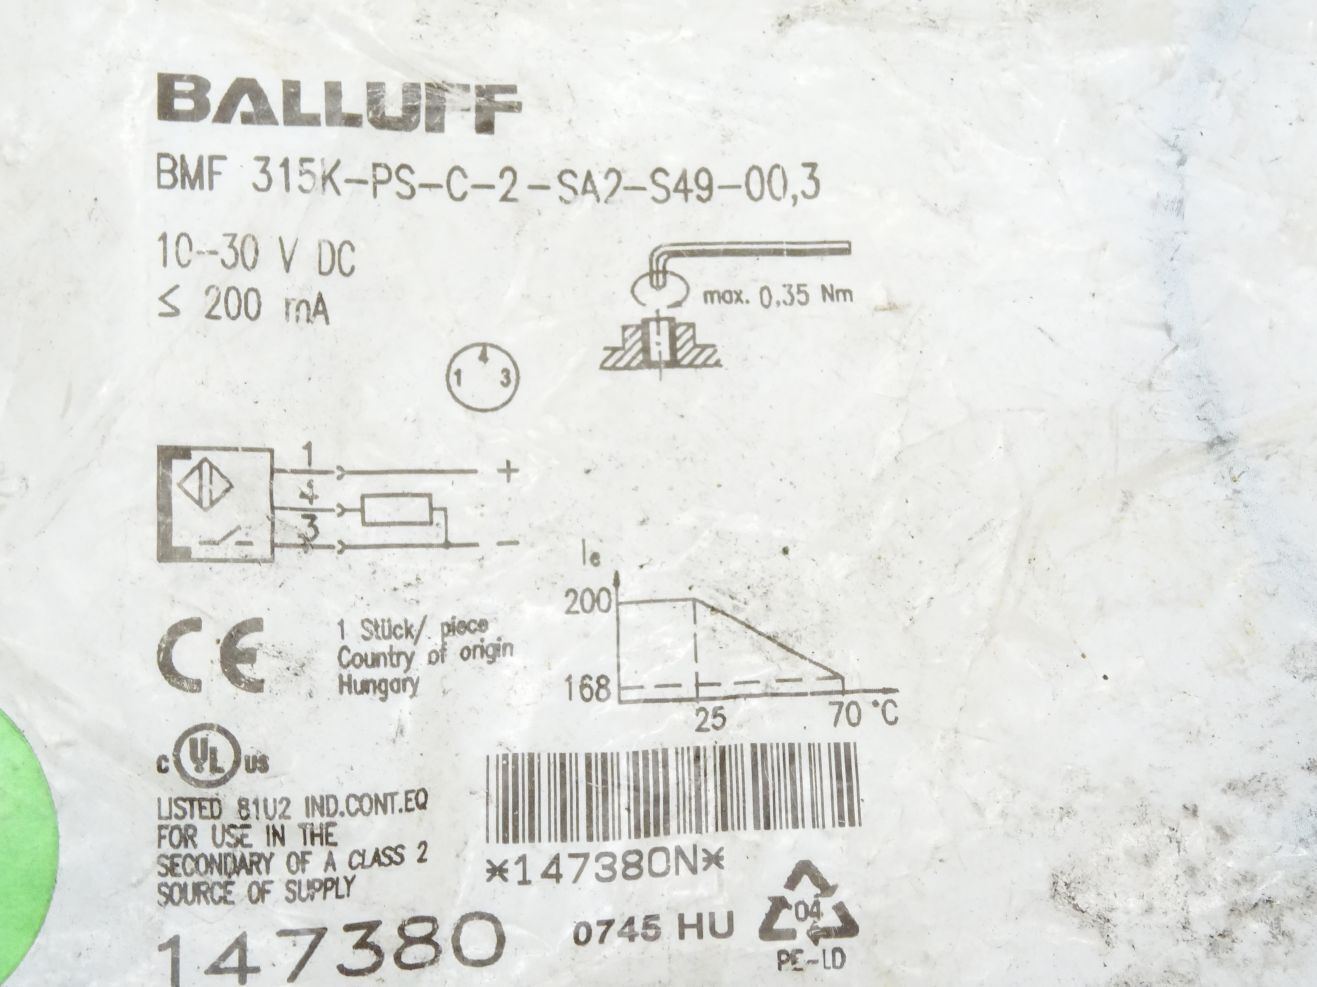 BALLUFF
BMF 315K-PS-C-2-SA2-S49-00,3
10-30 V DC
≤ 200 mA
max. 0,35 Nm
4
1 3
1
+
4
3
-
Ie
200
168
25
70 °C
CE
1 Stück/ piece
Country of origin
Hungary
c UL us
LISTED 81U2 IND.CONT.EQ
FOR USE IN THE
SECONDARY OF A CLASS 2
SOURCE OF SUPPLY
*147380N*
147380
0745 HU
04
PE-LD